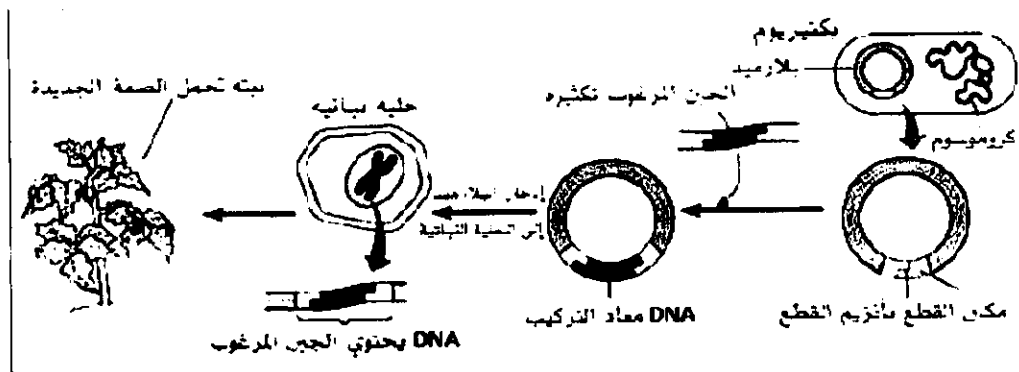 بكتيريوم
بلازميد
كروموسوم
مكان القطع بأنزيم القطع
الجين المرغوب تكثيره
DNA معاد التركيب
إدخال البلازميد
إلى الخلية النباتية
خلية نباتية
DNA يحتوي الجين المرغوب
نبتة تحمل الصفة الجديدة